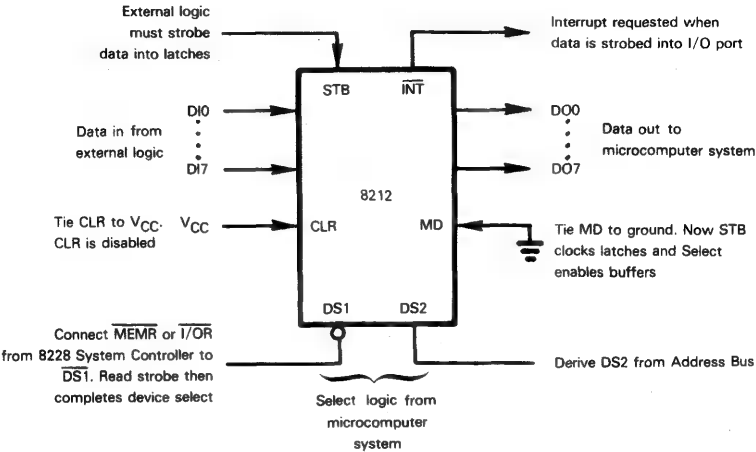 External logic
must strobe
data into latches
Interrupt requested when
data is strobed into I/O port
STB
I̅N̅T̅
DI0
DI7
Data in from
external logic
DO0
DO7
Data out to
microcomputer system
8212
Tie CLR to VCC.
CLR is disabled
VCC
CLR
MD
Tie MD to ground. Now STB
clocks latches and Select
enables buffers
DS1
DS2
Connect M̅E̅M̅R̅ or I̅/̅O̅R̅
from 8228 System Controller to
D̅S̅1̅. Read strobe then
completes device select
Derive DS2 from Address Bus
Select logic from
microcomputer
system